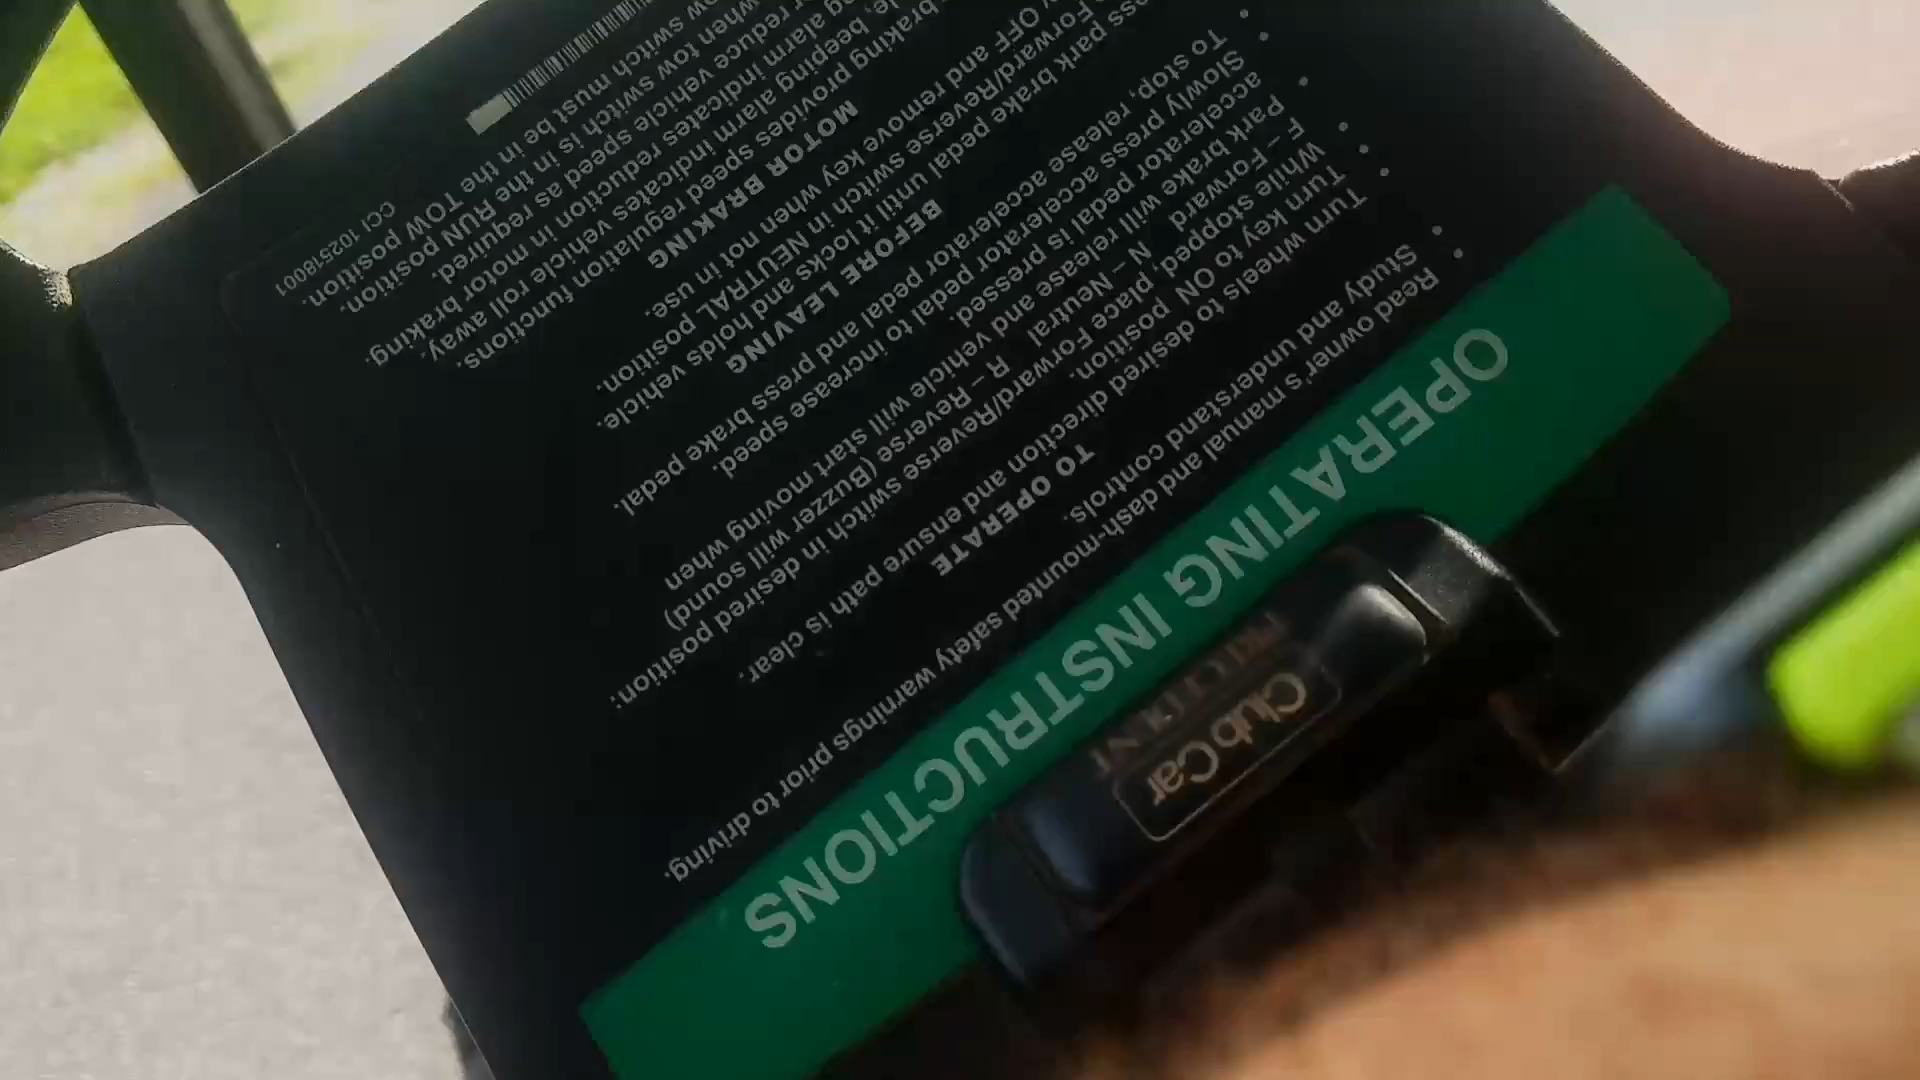 Club Car
OPERATING INSTRUCTIONS
Read owner's manual and dash-mounted safety warnings prior to driving.
Study and understand controls.
TO OPERATE
Turn wheels to desired direction and ensure path is clear.
Turn key to ON position.
While stopped, place Forward/Reverse switch in desired position:
F – Forward N – Neutral R – Reverse (Buzzer will sound)
Park brake will release and vehicle will start moving when
accelerator pedal is pressed.
Slowly press accelerator pedal to increase speed.
To stop, release accelerator pedal and press brake pedal.
BEFORE LEAVING
park brake pedal until it locks and holds vehicle.
Forward/Reverse switch in NEUTRAL position.
OFF and remove key when not in use.
MOTOR BRAKING
braking provides speed regulation functions.
beeping alarm indicates vehicle roll away.
alarm indicates reduction in motor braking
reduce vehicle speed as required.
when tow switch is in the RUN position.
switch must be in the TOW position.
CCI 102518001